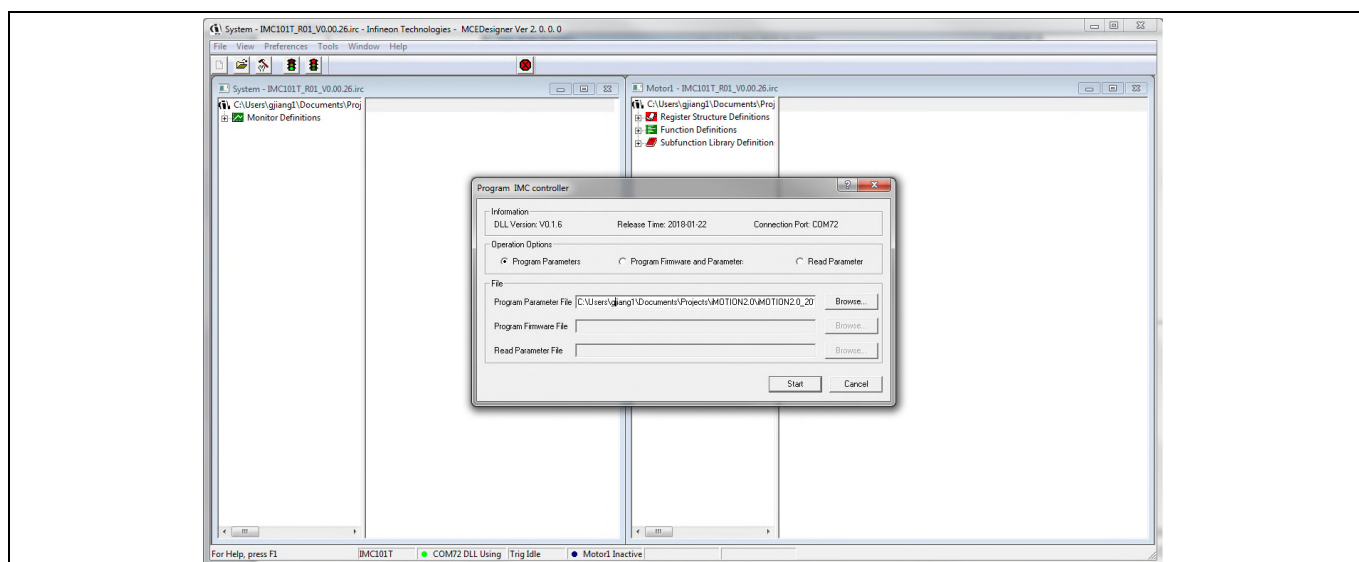 System - IMC101T_R01_V0.00.26.irc - Infineon Technologies - MCEDesigner Ver 2. 0. 0. 0
File View Preferences Tools Window Help
System - IMC101T_R01_V0.00.26.irc
C:\Users\gjiang1\Documents\Proj
Monitor Definitions
Motor1 - IMC101T_R01_V0.00.26.irc
C:\Users\gjiang1\Documents\Proj
Register Structure Definitions
Function Definitions
Subfunction Library Definition
Program IMC controller
Information
DLL Version: V0.1.6 Release Time: 2018-01-22 Connection Port: COM72
Operation Options
Program Parameters Program Firmware and Parameter: Read Parameter
File
Program Parameter File C:\Users\gjiang1\Documents\Projects\iMOTION2.0\iMOTION2.0_20 Browse...
Program Firmware File Browse...
Read Parameter File Browse...
Start Cancel
For Help, press F1 IMC101T COM72 DLL Using Trig Idle Motor1 Inactive